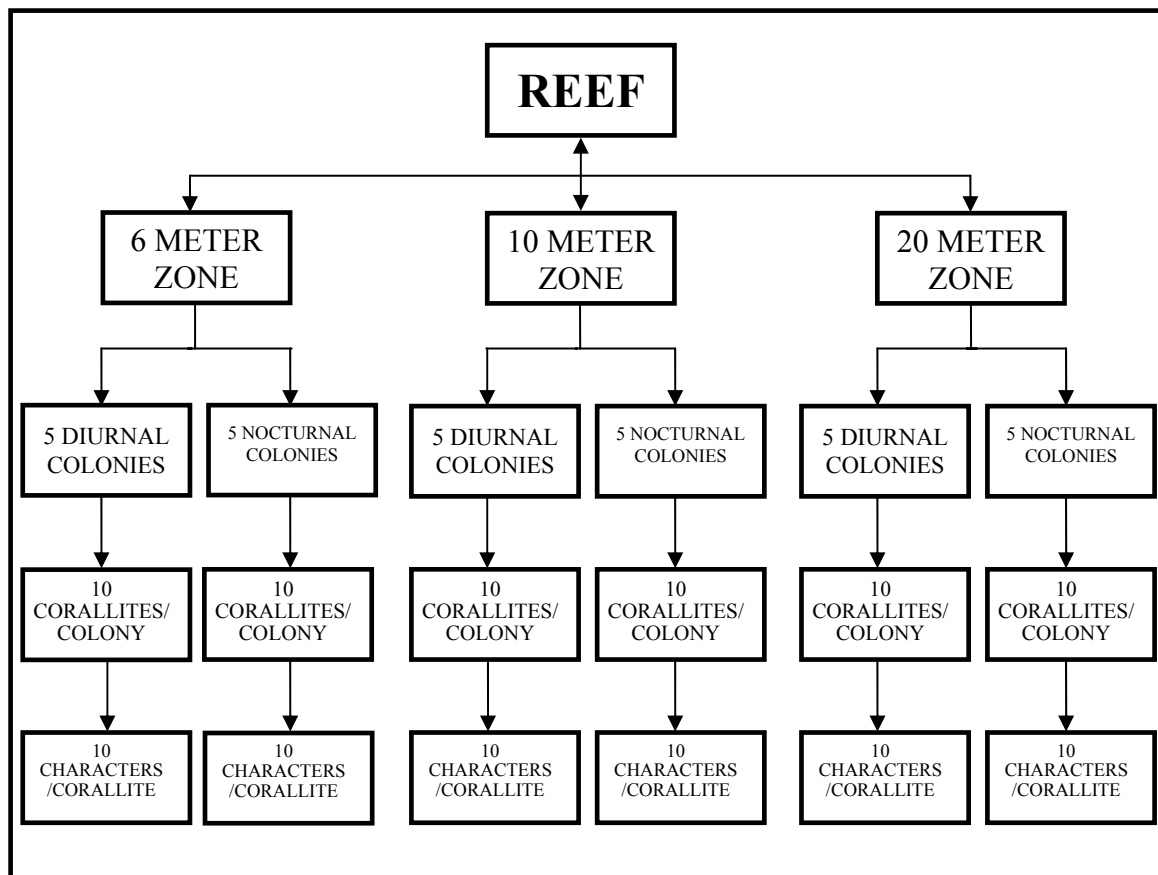 REEF
6 METER
ZONE
10 METER
ZONE
20 METER
ZONE
5 DIURNAL
COLONIES
5 NOCTURNAL
COLONIES
5 DIURNAL
COLONIES
5 NOCTURNAL
COLONIES
5 DIURNAL
COLONIES
5 NOCTURNAL
COLONIES
10
CORALLITES/
COLONY
10
CORALLITES/
COLONY
10
CORALLITES/
COLONY
10
CORALLITES/
COLONY
10
CORALLITES/
COLONY
10
CORALLITES/
COLONY
10
CHARACTERS
/CORALLITE
10
CHARACTERS
/CORALLITE
10
CHARACTERS
/CORALLITE
10
CHARACTERS
/CORALLITE
10
CHARACTERS
/CORALLITE
10
CHARACTERS
/CORALLITE